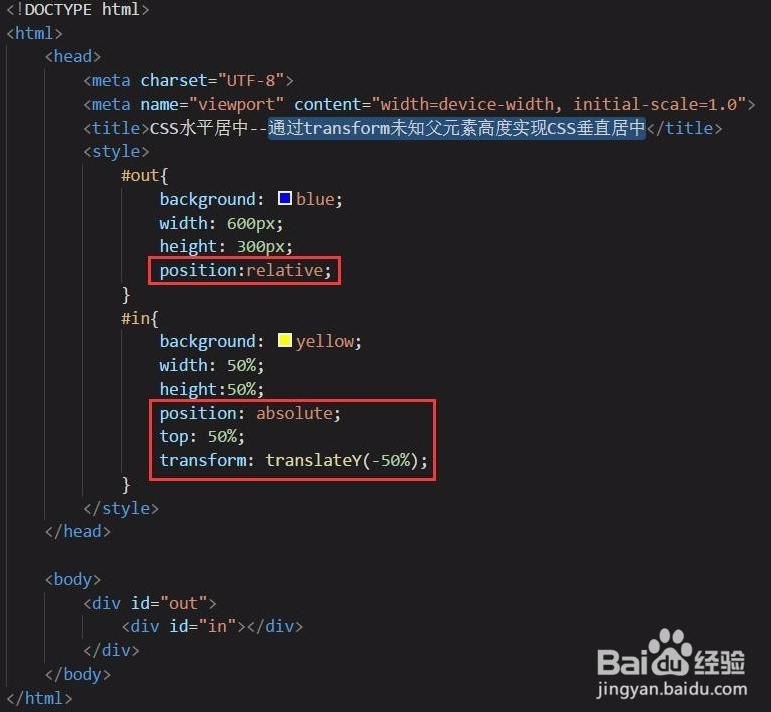 <!DOCTYPE html>
<html>
<head>
<meta charset="UTF-8">
<meta name="viewport" content="width=device-width, initial-scale=1.0">
<title>CSS水平居中--通过transform未知父元素高度实现CSS垂直居中</title>
<style>
#out{
background: blue;
width: 600px;
height: 300px;
position:relative;
}
#in{
background: yellow;
width: 50%;
height:50%;
position: absolute;
top: 50%;
transform: translateY(-50%);
}
</style>
</head>
<body>
<div id="out">
<div id="in"></div>
</div>
</body>
</html>
Baidu经验
jingyan.baidu.com